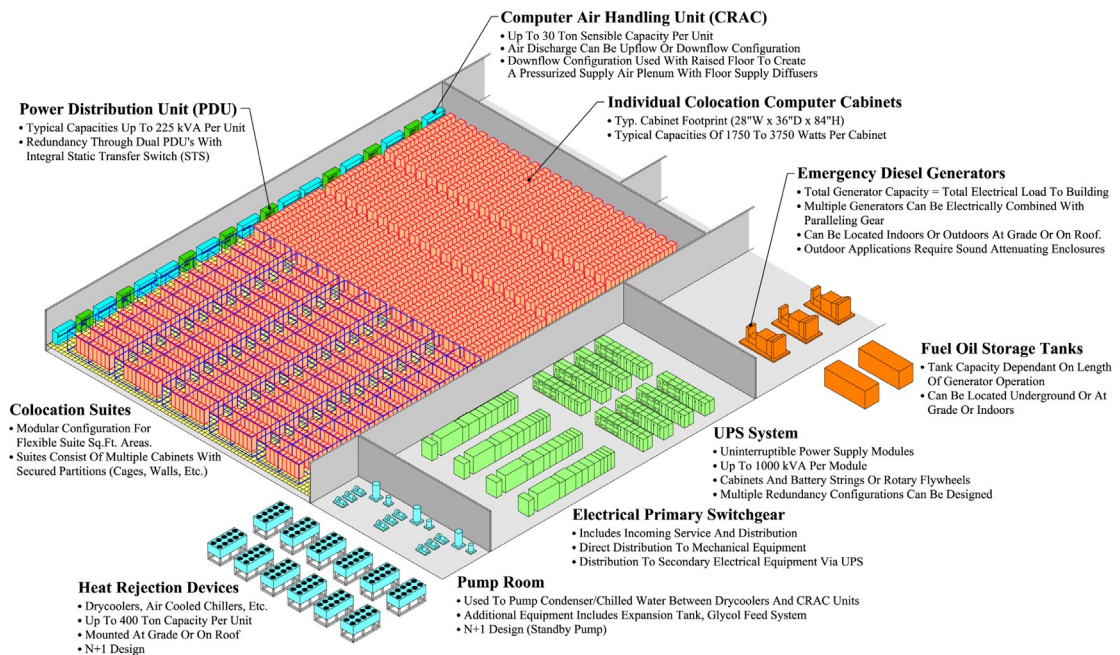 Computer Air Handling Unit (CRAC)
• Up To 30 Ton Sensible Capacity Per Unit
• Air Discharge Can Be Upflow Or Downflow Configuration
• Downflow Configuration Used With Raised Floor To Create
A Pressurized Supply Air Plenum With Floor Supply Diffusers
Power Distribution Unit (PDU)
• Typical Capacities Up To 225 kVA Per Unit
• Redundancy Through Dual PDU's With
Integral Static Transfer Switch (STS)
Individual Colocation Computer Cabinets
• Typ. Cabinet Footprint (28"W x 36"D x 84"H)
• Typical Capacities Of 1750 To 3750 Watts Per Cabinet
Emergency Diesel Generators
• Total Generator Capacity = Total Electrical Load To Building
• Multiple Generators Can Be Electrically Combined With
Paralleling Gear
• Can Be Located Indoors Or Outdoors At Grade Or On Roof.
• Outdoor Applications Require Sound Attenuating Enclosures
Fuel Oil Storage Tanks
• Tank Capacity Dependant On Length
Of Generator Operation
• Can Be Located Underground Or At
Grade Or Indoors
Colocation Suites
• Modular Configuration For
Flexible Suite Sq.Ft. Areas.
• Suites Consist Of Multiple Cabinets With
Secured Partitions (Cages, Walls, Etc.)
UPS System
• Uninterruptible Power Supply Modules
• Up To 1000 kVA Per Module
• Cabinets And Battery Strings Or Rotary Flywheels
• Multiple Redundancy Configurations Can Be Designed
Electrical Primary Switchgear
• Includes Incoming Service And Distribution
• Direct Distribution To Mechanical Equipment
• Distribution To Secondary Electrical Equipment Via UPS
Pump Room
• Used To Pump Condenser/Chilled Water Between Drycoolers And CRAC Units
• Additional Equipment Includes Expansion Tank, Glycol Feed System
• N+1 Design (Standby Pump)
Heat Rejection Devices
• Drycoolers, Air Cooled Chillers, Etc.
• Up To 400 Ton Capacity Per Unit
• Mounted At Grade Or On Roof
• N+1 Design